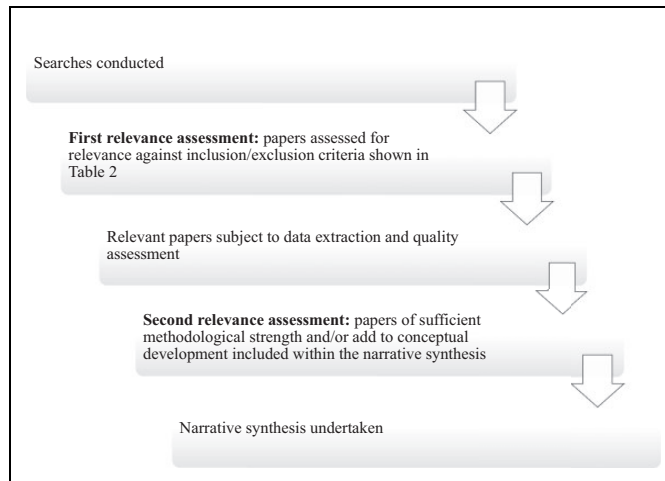 Searches conducted
First relevance assessment: papers assessed for
relevance against inclusion/exclusion criteria shown in
Table 2
Relevant papers subject to data extraction and quality
assessment
Second relevance assessment: papers of sufficient
methodological strength and/or add to conceptual
development included within the narrative synthesis
Narrative synthesis undertaken